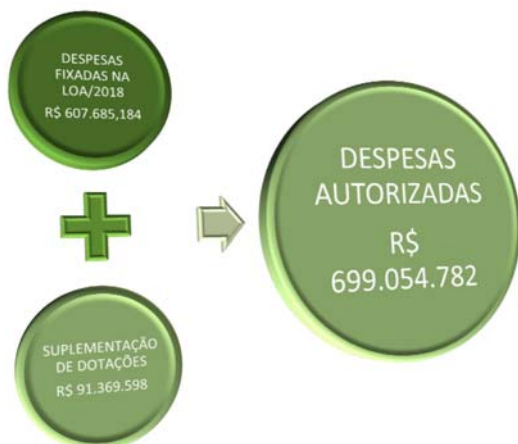 DESPESAS
FIXADAS NA
LOA/2018
R$ 607.685,184
SUPLEMENTAÇÃO
DE DOTAÇÕES
R$ 91.369.598
DESPESAS
AUTORIZADAS
R$
699.054.782